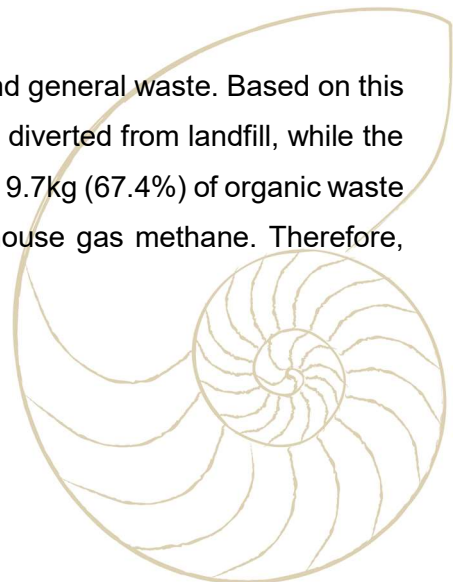 nd general waste. Based on this
diverted from landfill, while the
9.7kg (67.4%) of organic waste
ouse gas methane. Therefore,